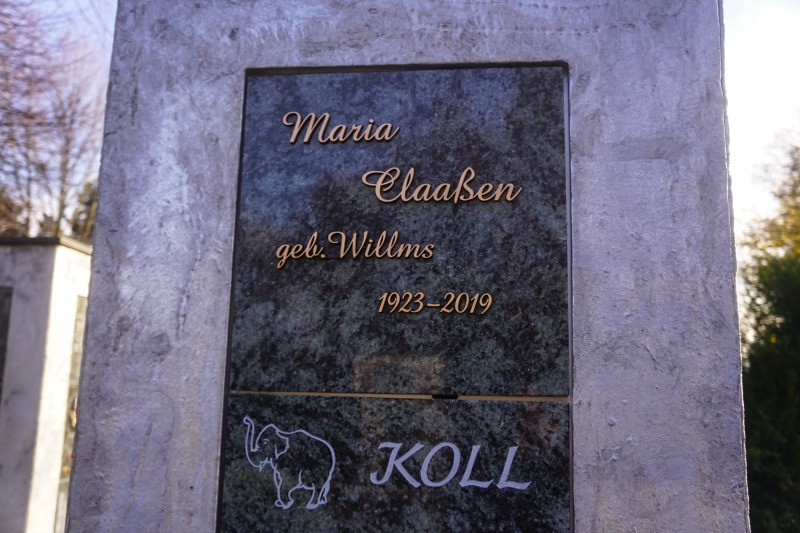 Maria
Claaßen
geb. Willms
1923–2019
KOLL